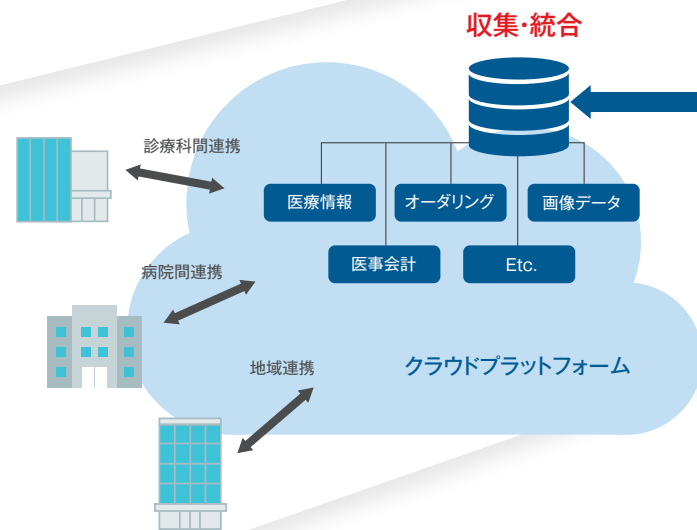 収集・統合
診療科間連携
医療情報
オーダリング
画像データ
医事会計
Etc.
病院間連携
地域連携
クラウドプラットフォーム